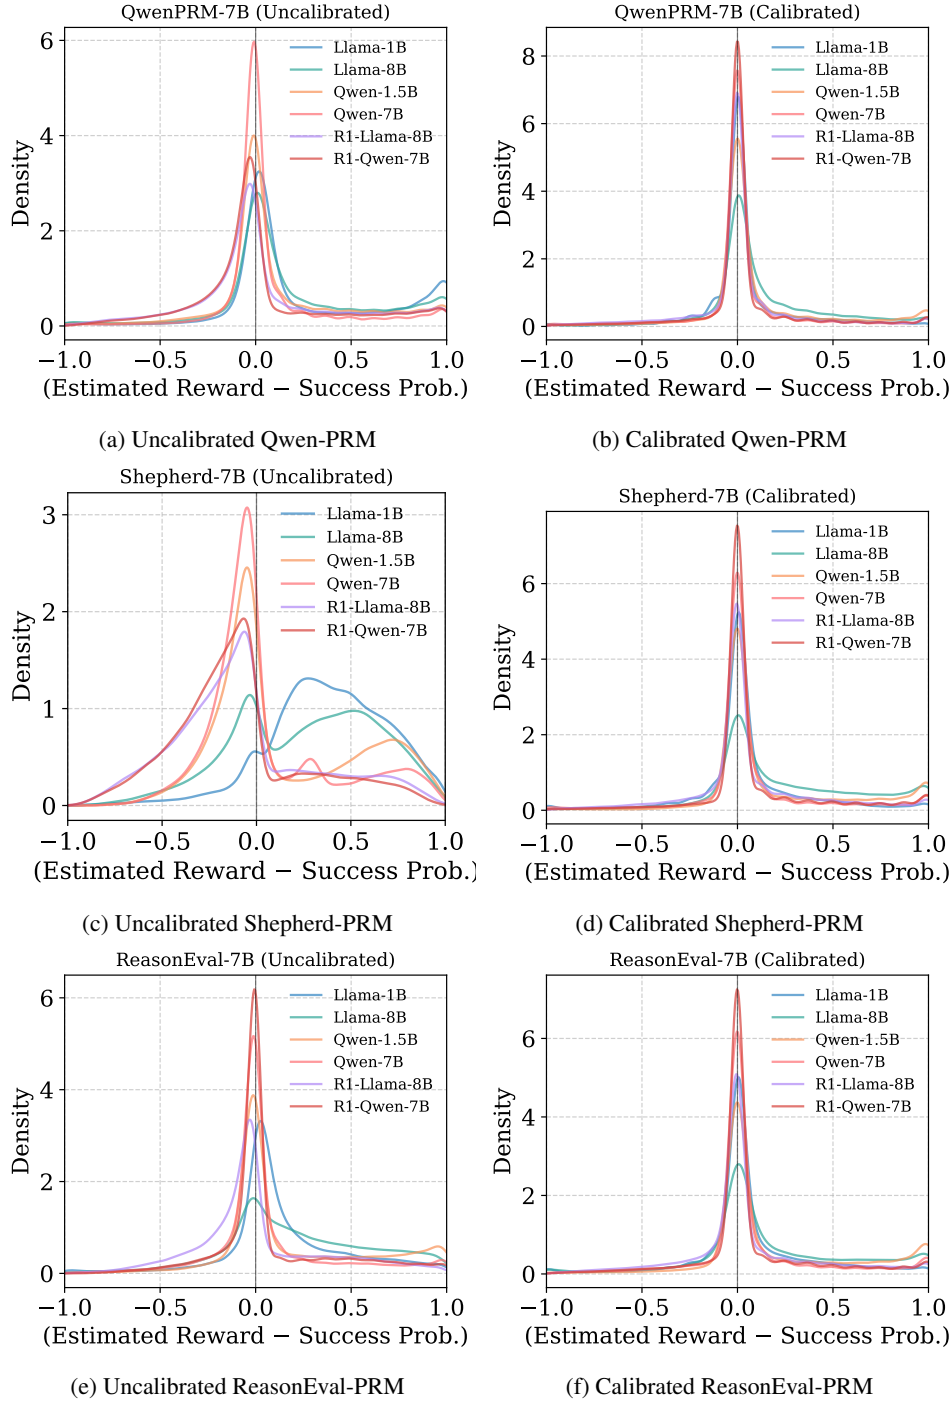 QwenPRM-7B (Uncalibrated)
6
4
2
0
Density
Llama-1B
Llama-8B
Qwen-1.5B
Qwen-7B
R1-Llama-8B
R1-Qwen-7B
−1.0 −0.5 0.0 0.5 1.0
(Estimated Reward − Success Prob.)
(a) Uncalibrated Qwen-PRM
QwenPRM-7B (Calibrated)
8
6
4
2
0
Density
Llama-1B
Llama-8B
Qwen-1.5B
Qwen-7B
R1-Llama-8B
R1-Qwen-7B
−1.0 −0.5 0.0 0.5 1.0
(Estimated Reward − Success Prob.)
(b) Calibrated Qwen-PRM
Shepherd-7B (Uncalibrated)
3
2
1
0
Density
Llama-1B
Llama-8B
Qwen-1.5B
Qwen-7B
R1-Llama-8B
R1-Qwen-7B
−1.0 −0.5 0.0 0.5 1.0
(Estimated Reward − Success Prob.)
(c) Uncalibrated Shepherd-PRM
Shepherd-7B (Calibrated)
6
4
2
0
Density
Llama-1B
Llama-8B
Qwen-1.5B
Qwen-7B
R1-Llama-8B
R1-Qwen-7B
−1.0 −0.5 0.0 0.5 1.0
(Estimated Reward − Success Prob.)
(d) Calibrated Shepherd-PRM
ReasonEval-7B (Uncalibrated)
6
4
2
0
Density
Llama-1B
Llama-8B
Qwen-1.5B
Qwen-7B
R1-Llama-8B
R1-Qwen-7B
−1.0 −0.5 0.0 0.5 1.0
(Estimated Reward − Success Prob.)
(e) Uncalibrated ReasonEval-PRM
ReasonEval-7B (Calibrated)
6
4
2
0
Density
Llama-1B
Llama-8B
Qwen-1.5B
Qwen-7B
R1-Llama-8B
R1-Qwen-7B
−1.0 −0.5 0.0 0.5 1.0
(Estimated Reward − Success Prob.)
(f) Calibrated ReasonEval-PRM